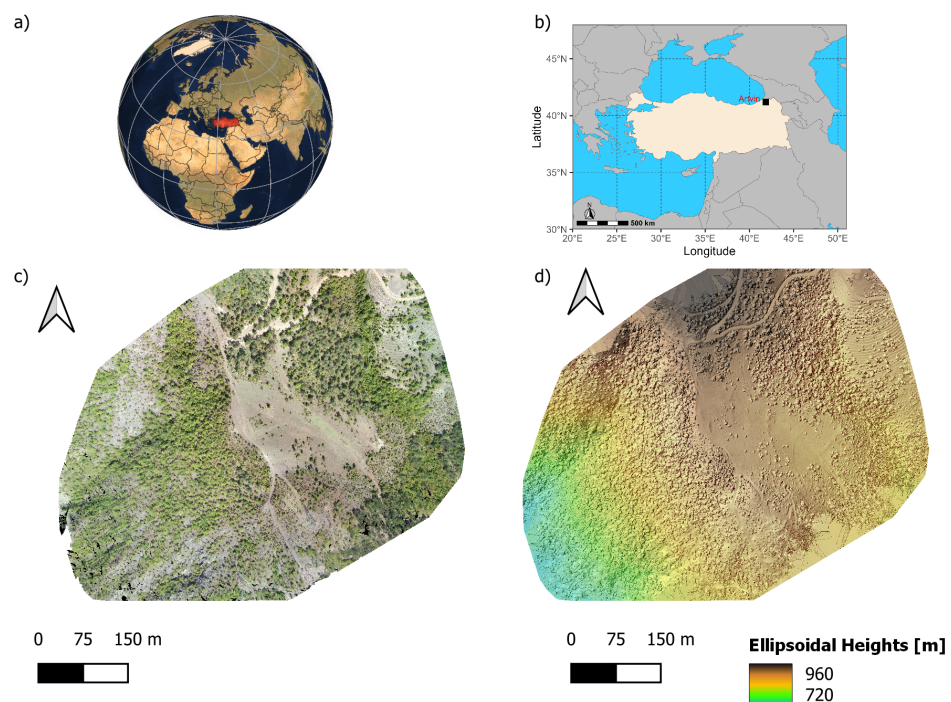 a)
b)
45°N
40°N
35°N
30°N
Latitude
Artvin
N
500 km
20°E 25°E 30°E 35°E 40°E 45°E 50°E
Longitude
c)
d)
0 75 150 m
0 75 150 m
Ellipsoidal Heights [m]
960
720